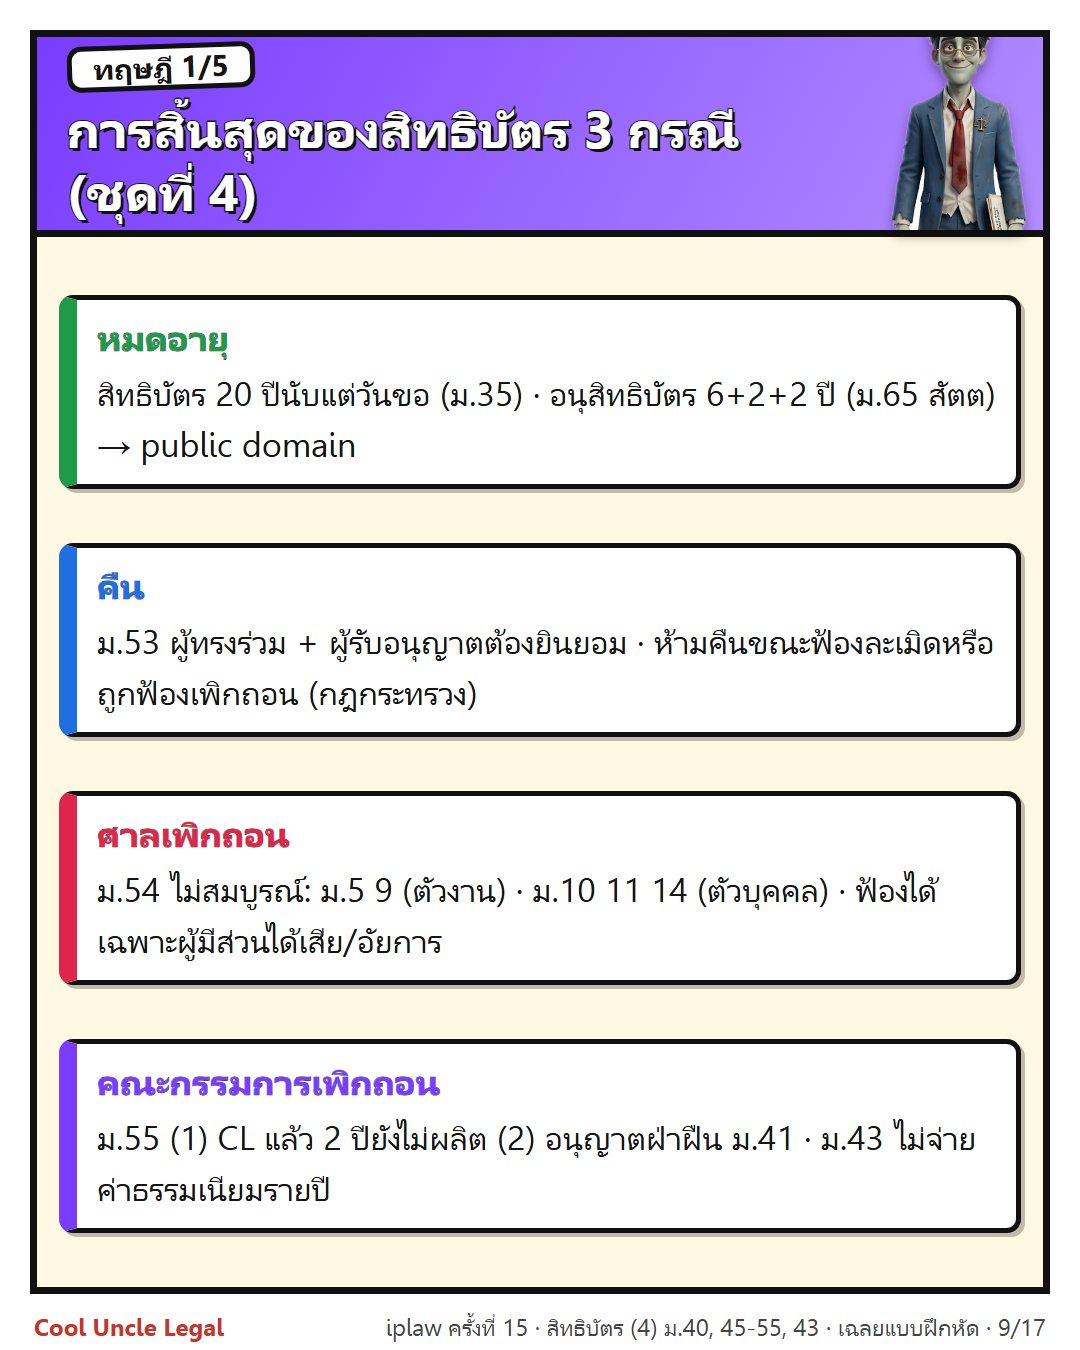 ทฤษฎี 1/5
การสิ้นสุดของสิทธิบัตร 3 กรณี
(ชุดที่ 4)
หมดอายุ
สิทธิบัตร 20 ปีนับแต่วันขอ (ม.35) · อนุสิทธิบัตร 6+2+2 ปี (ม.65 สัตต)
→ public domain
คืน
ม.53 ผู้ทรงร่วม + ผู้รับอนุญาตต้องยินยอม · ห้ามคืนขณะฟ้องละเมิดหรือ
ถูกฟ้องเพิกถอน (กฎกระทรวง)
ศาลเพิกถอน
ม.54 ไม่สมบูรณ์: ม.5 9 (ตัวงาน) · ม.10 11 14 (ตัวบุคคล) · ฟ้องได้
เฉพาะผู้มีส่วนได้เสีย/อัยการ
คณะกรรมการเพิกถอน
ม.55 (1) CL แล้ว 2 ปียังไม่ผลิต (2) อนุญาตฝ่าฝืน ม.41 · ม.43 ไม่จ่าย
ค่าธรรมเนียมรายปี
Cool Uncle Legal
iplaw ครั้งที่ 15 · สิทธิบัตร (4) ม.40, 45-55, 43 · เฉลยแบบฝึกหัด · 9/17